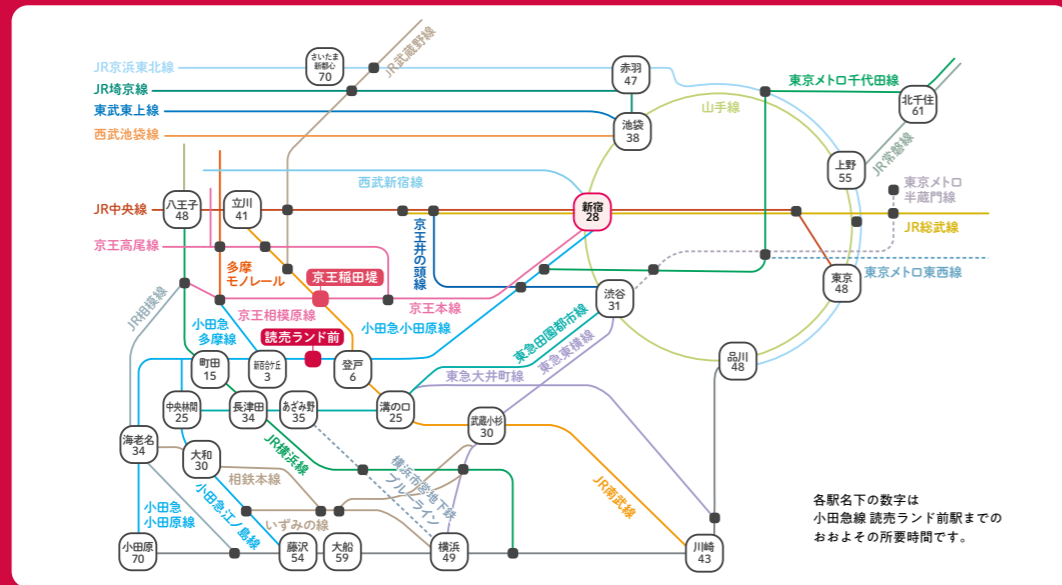 JR京浜東北線
さいたま
新都心
70
JR武蔵野線
赤羽
47
JR埼京線
東京メトロ千代田線
北千住
61
東武東上線
山手線
池袋
38
西武池袋線
JR常磐線
上野
55
西武新宿線
東京メトロ
半蔵門線
八王子
48
立川
41
新宿
28
JR中央線
JR総武線
京王井の頭線
京王高尾線
多摩
モノレール
京王稲田堤
渋谷
31
東京
48
東京メトロ東西線
JR相模線
京王相模原線
京王本線
小田急
多摩線
小田急小田原線
読売ランド前
東急田園都市線
東急東横線
品川
48
町田
15
新百合ケ丘
3
登戸
6
東急大井町線
中央林間
25
長津田
34
あざみ野
35
溝の口
25
武蔵小杉
30
海老名
34
大和
30
JR横浜線
相鉄本線
横浜市営地下鉄
ブルーライン
JR南武線
小田急
小田原線
小田急江ノ島線
いずみの線
小田原
70
藤沢
54
大船
59
横浜
49
川崎
43
各駅名下の数字は
小田急線 読売ランド前駅までの
おおよその所要時間です。